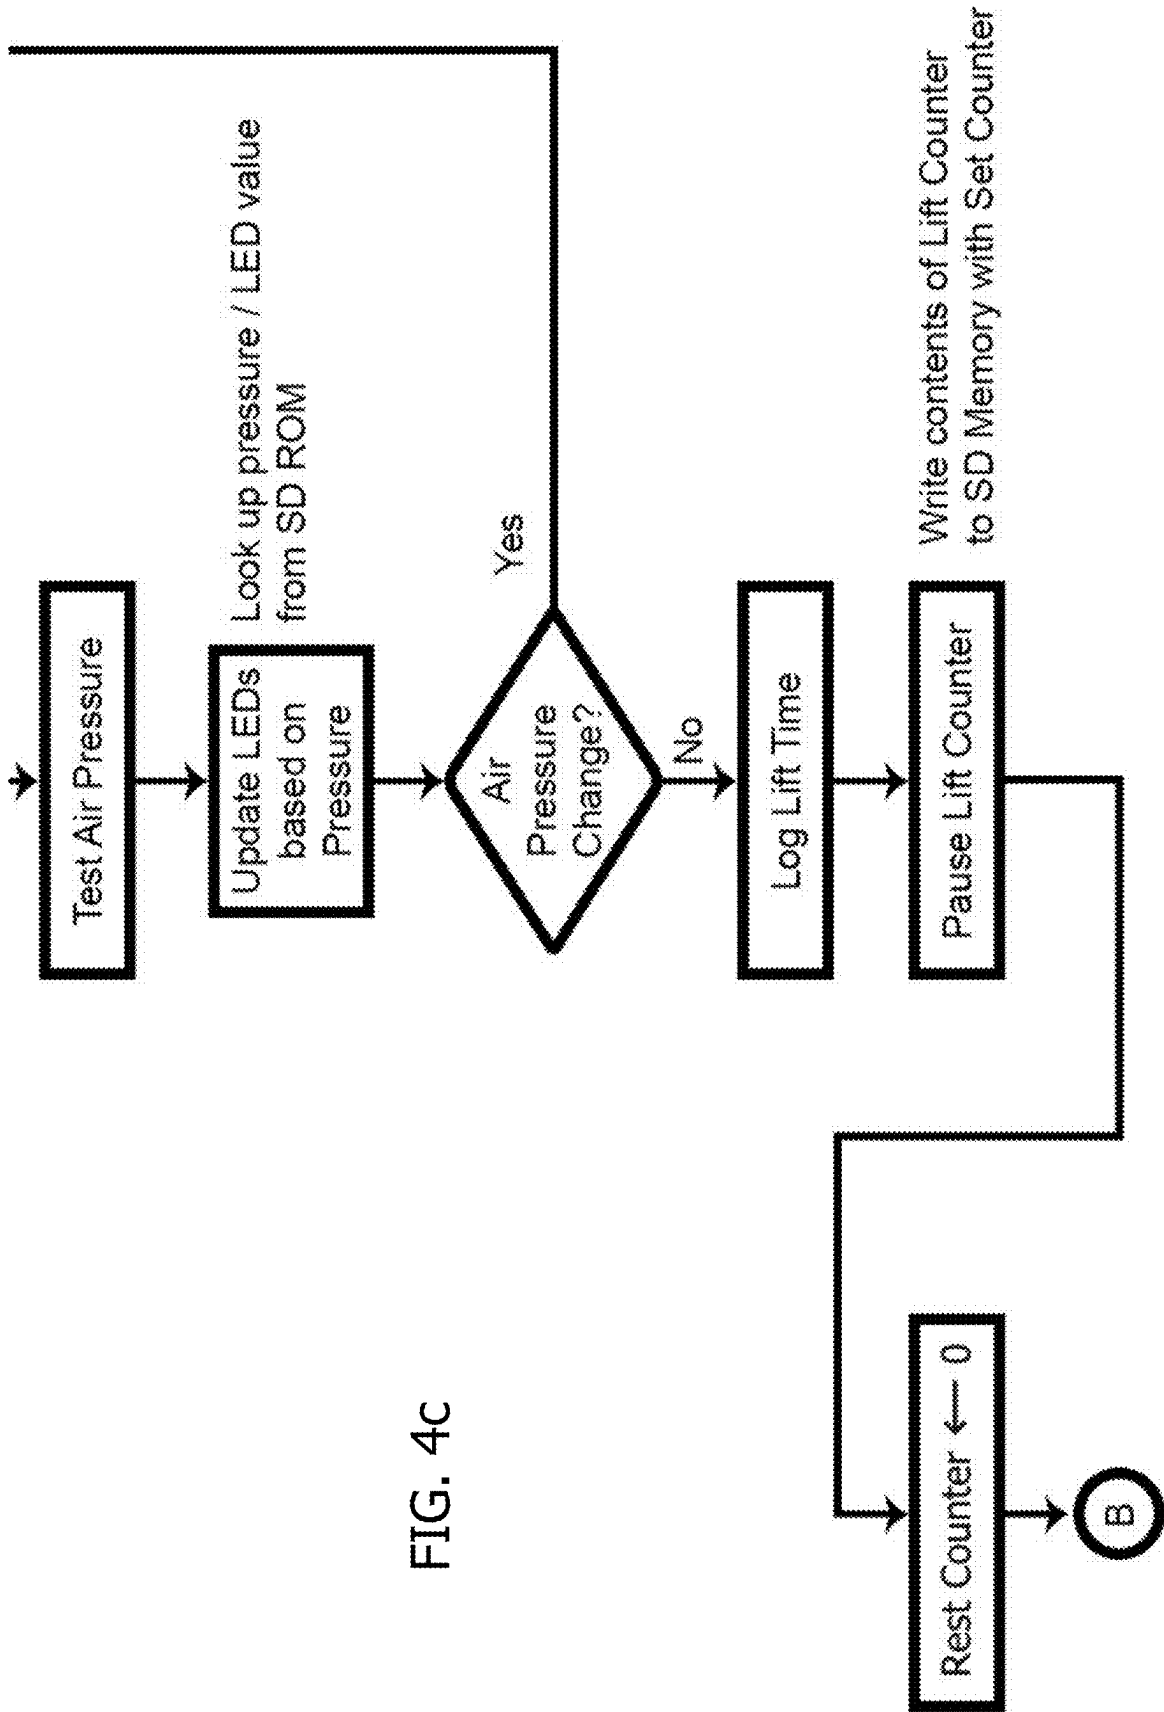 Test Air Pressure
Update LEDs
based on
Pressure
Look up pressure / LED value
from SD ROM
Air
Pressure
Change?
Yes
No
Log Lift Time
Pause Lift Counter
Write contents of Lift Counter
to SD Memory with Set Counter
Rest Counter ← 0
B
FIG. 4c